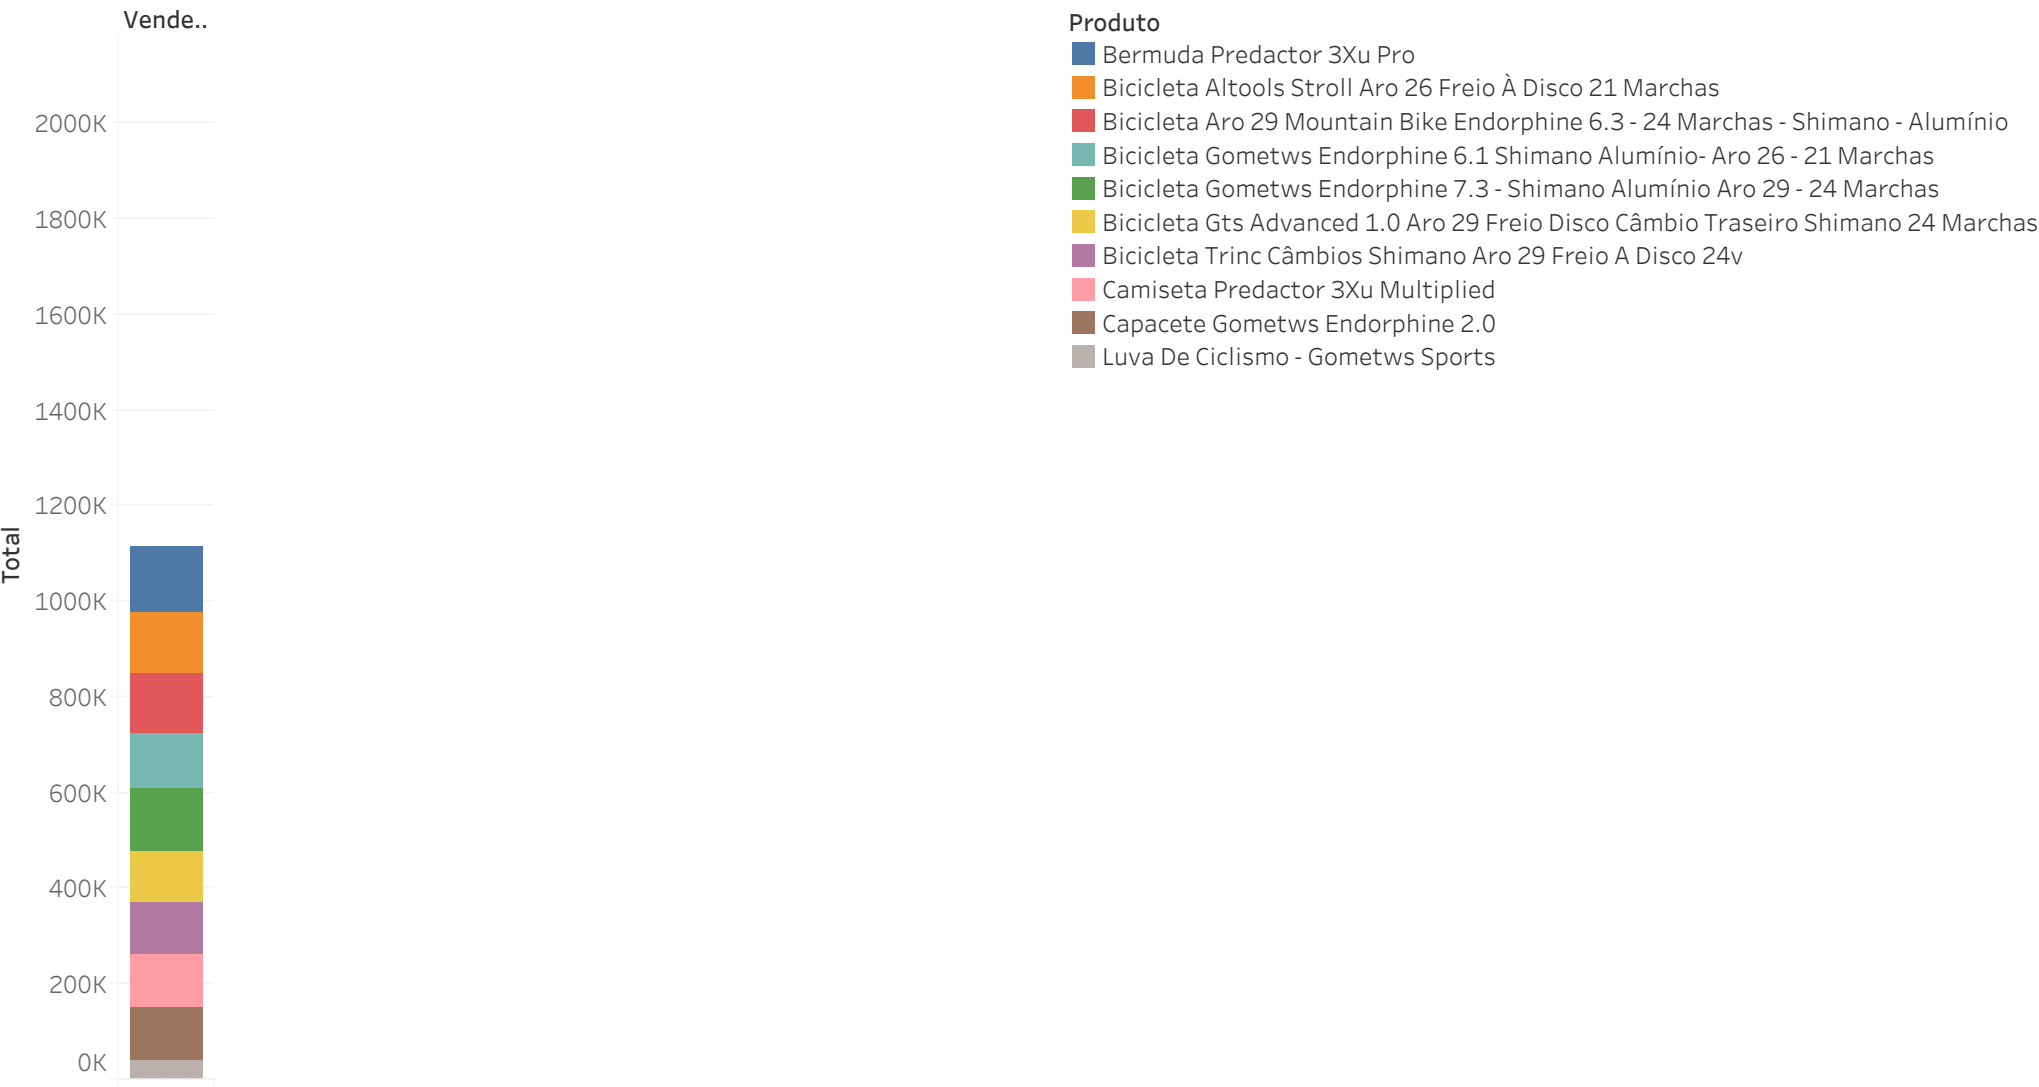 Vende..
2000K
1800K
1600K
1400K
1200K
1000K
800K
600K
400K
200K
0K
Total
Produto
Bermuda Predactor 3Xu Pro
Bicicleta Altools Stroll Aro 26 Freio À Disco 21 Marchas
Bicicleta Aro 29 Mountain Bike Endorphine 6.3 - 24 Marchas - Shimano - Alumínio
Bicicleta Gometws Endorphine 6.1 Shimano Alumínio- Aro 26 - 21 Marchas
Bicicleta Gometws Endorphine 7.3 - Shimano Alumínio Aro 29 - 24 Marchas
Bicicleta Gts Advanced 1.0 Aro 29 Freio Disco Câmbio Traseiro Shimano 24 Marchas
Bicicleta Trinc Câmbios Shimano Aro 29 Freio A Disco 24v
Camiseta Predactor 3Xu Multiplied
Capacete Gometws Endorphine 2.0
Luva De Ciclismo - Gometws Sports